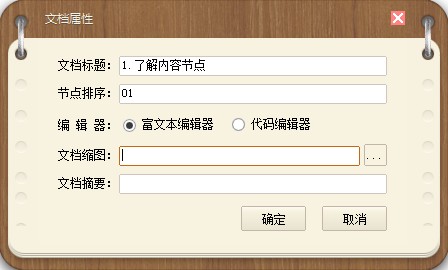 文档属性
文档标题： 1.了解内容节点
节点排序： 01
编 辑 器： 富文本编辑器 代码编辑器
文档缩图： ...
文档摘要：
确定 取消